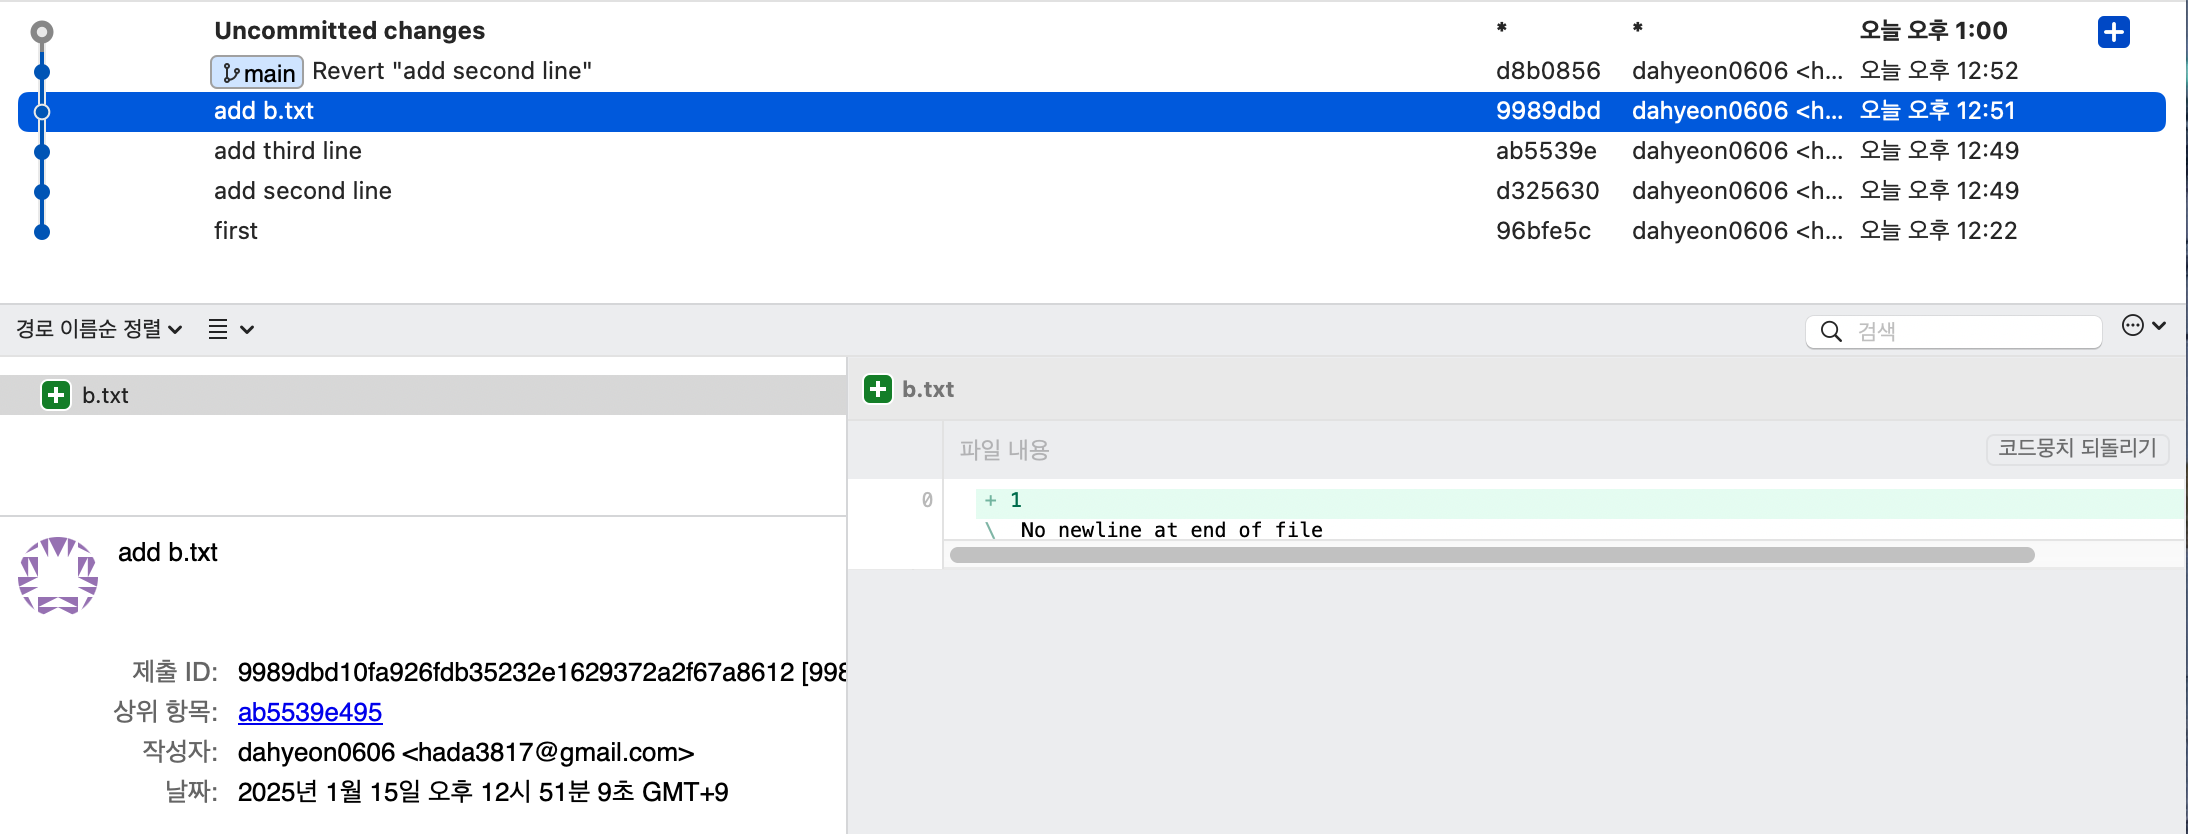 Uncommitted changes * * 오늘 오후 1:00
main Revert "add second line" d8b0856 dahyeon0606 <h... 오늘 오후 12:52
add b.txt 9989dbd dahyeon0606 <h... 오늘 오후 12:51
add third line ab5539e dahyeon0606 <h... 오늘 오후 12:49
add second line d325630 dahyeon0606 <h... 오늘 오후 12:49
first 96bfe5c dahyeon0606 <h... 오늘 오후 12:22
경로 이름순 정렬
검색
b.txt
b.txt
파일 내용
코드뭉치 되돌리기
0 + 1
\ No newline at end of file
add b.txt
제출 ID: 9989dbd10fa926fdb35232e1629372a2f67a8612 [998
상위 항목: ab5539e495
작성자: dahyeon0606 <hada3817@gmail.com>
날짜: 2025년 1월 15일 오후 12시 51분 9초 GMT+9